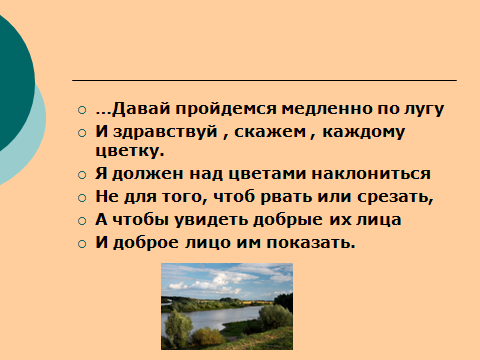 ...Давай пройдемся медленно по лугу
И здравствуй , скажем , каждому
цветку.
Я должен над цветами наклониться
Не для того, чтоб рвать или срезать,
А чтобы увидеть добрые их лица
И доброе лицо им показать.